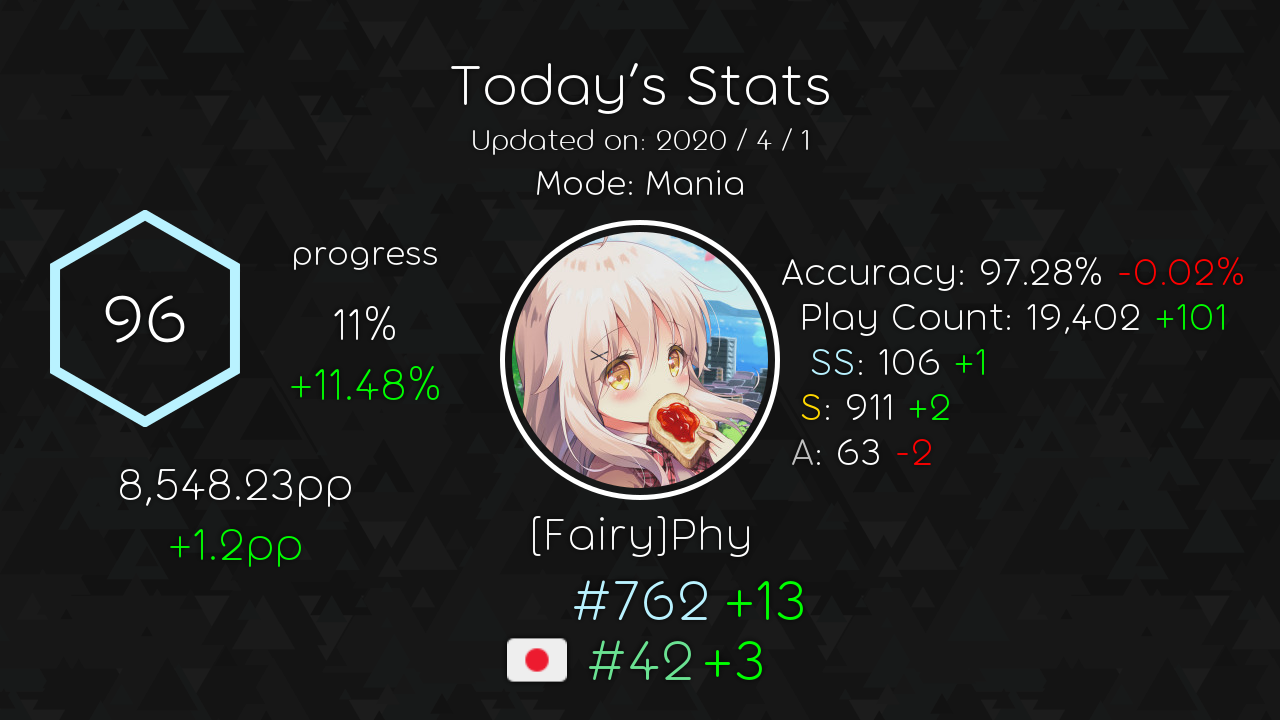 Today's Stats
Updated on: 2020 / 4 / 1
Mode: Mania
96
progress
11%
+11.48%
8,548.23pp
+1.2pp
Accuracy: 97.28% -0.02%
Play Count: 19,402 +101
SS: 106 +1
S: 911 +2
A: 63 -2
[Fairy]Phy
#762 +13
#42 +3